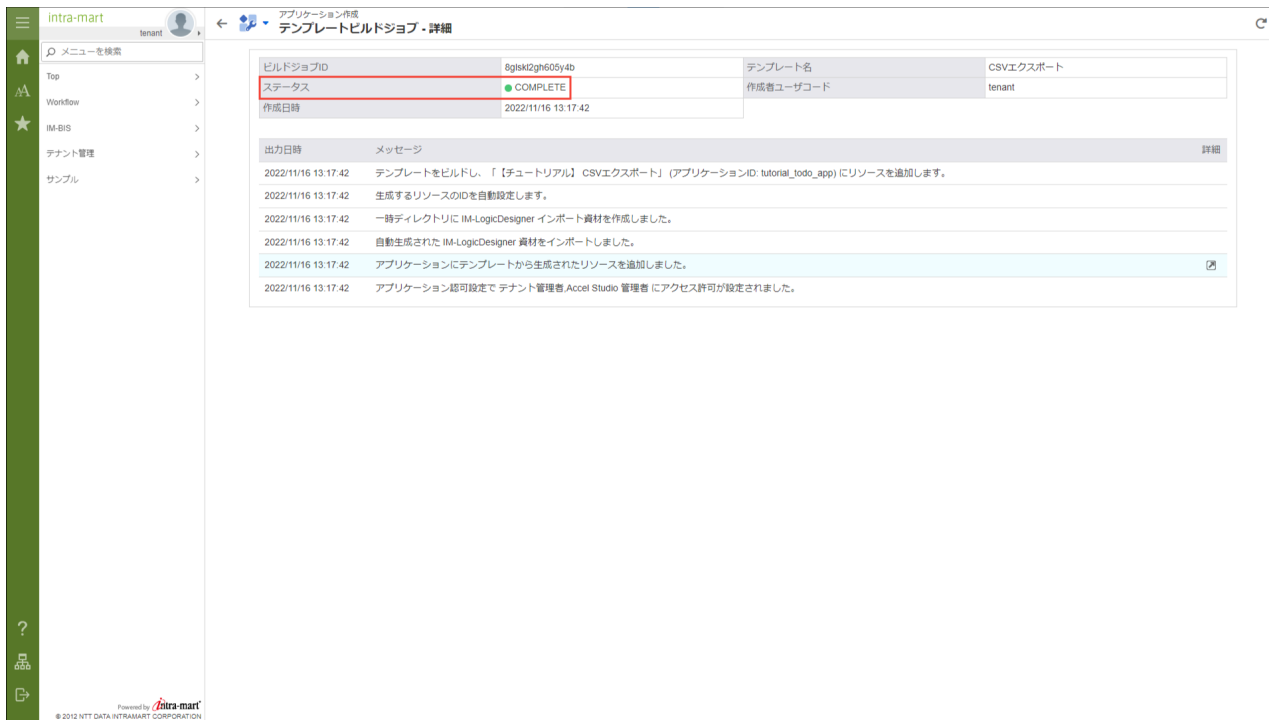 intra-mart
tenant
メニューを検索
Top
Workflow
IM-BIS
テナント管理
サンプル
Powered by intra-mart
© 2012 NTT DATA INTRAMART CORPORATION
アプリケーション作成
テンプレートビルドジョブ - 詳細
ビルドジョブID 8glskl2gh605y4b テンプレート名 CSVエクスポート
ステータス COMPLETE 作成者ユーザコード tenant
作成日時 2022/11/16 13:17:42
出力日時 メッセージ 詳細
2022/11/16 13:17:42 テンプレートをビルドし、「【チュートリアル】 CSVエクスポート」 (アプリケーションID: tutorial_todo_app) にリソースを追加します。
2022/11/16 13:17:42 生成するリソースのIDを自動設定します。
2022/11/16 13:17:42 一時ディレクトリに IM-LogicDesigner インポート資材を作成しました。
2022/11/16 13:17:42 自動生成された IM-LogicDesigner 資材をインポートしました。
2022/11/16 13:17:42 アプリケーションにテンプレートから生成されたリソースを追加しました。
2022/11/16 13:17:42 アプリケーション認可設定で テナント管理者,Accel Studio 管理者 にアクセス許可が設定されました。